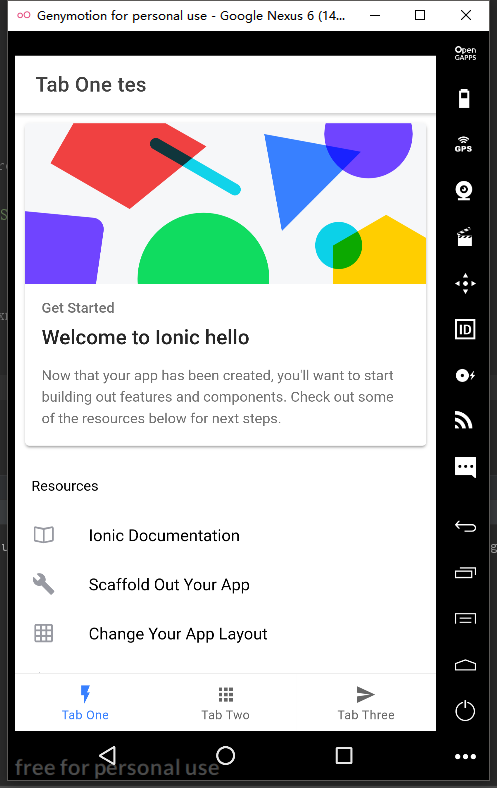 Genymotion for personal use - Google Nexus 6 (14...
Open
GAPPS
Tab One tes
GPS
Get Started
Welcome to Ionic hello
Now that your app has been created, you'll want to start
building out features and components. Check out some
of the resources below for next steps.
ID
Resources
Ionic Documentation
Scaffold Out Your App
Change Your App Layout
Tab One
Tab Two
Tab Three
free for personal use